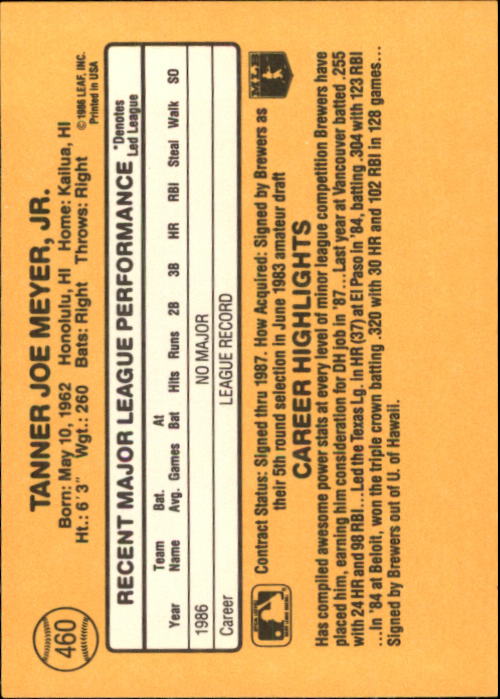 460
TANNER JOE MEYER, JR.
Born: May 10, 1962 Honolulu, HI Home: Kailua, HI
Ht.: 6'3" Wgt.: 260 Bats: Right Throws: Right
©1986 LEAF, INC.
Printed in USA
RECENT MAJOR LEAGUE PERFORMANCE
*Denotes
Led League
Year Team Name Bat. Avg. Games At Bat Hits Runs 2B 3B HR RBI Steal Walk SO
1986 NO MAJOR
Career LEAGUE RECORD
Contract Status: Signed thru 1987. How Acquired: Signed by Brewers as
their 5th round selection in June 1983 amateur draft
MLB
CAREER HIGHLIGHTS
Has compiled awesome power stats at every level of minor league competition Brewers have
placed him, earning him consideration for DH job in '87...Last year at Vancouver batted .255
with 24 HR and 98 RBI...Led the Texas Lg. in HR (37) at El Paso in '84, batting .304 with 123 RBI
...In '84 at Beloit, won the triple crown batting .320 with 30 HR and 102 RBI in 128 games...
Signed by Brewers out of U. of Hawaii.